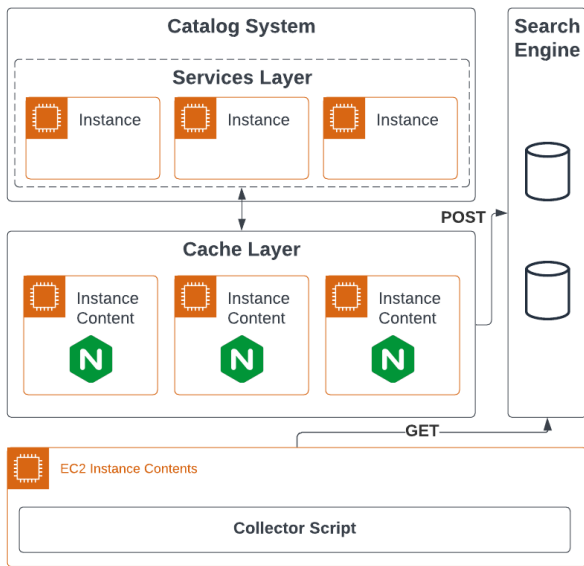 Catalog System
Services Layer
Instance
Instance
Instance
Search
Engine
POST
Cache Layer
Instance
Content
N
Instance
Content
N
Instance
Content
N
GET
EC2 Instance Contents
Collector Script